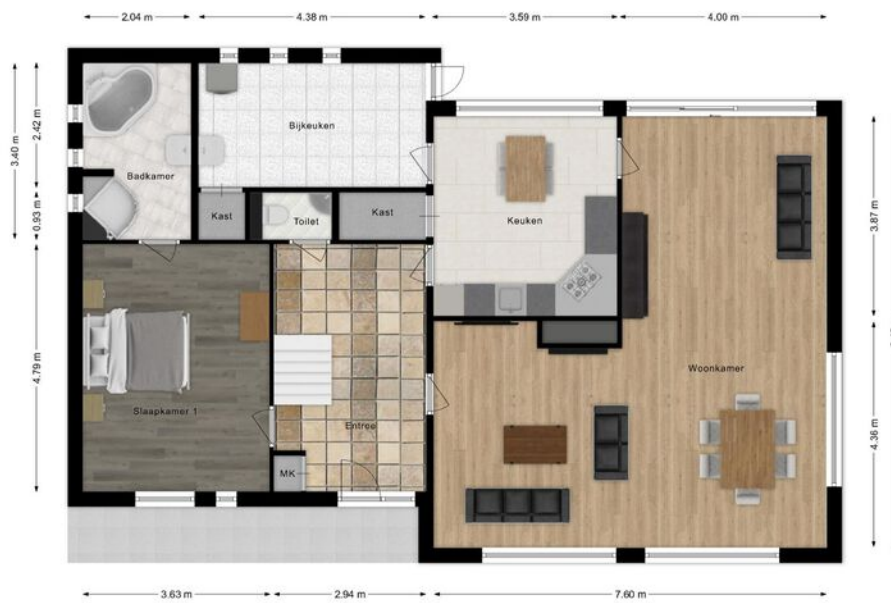 2.04 m
4.38 m
3.59 m
4.00 m
3.40 m
2.42 m
0.93 m
4.79 m
3.87 m
4.36 m
Bijkeuken
Badkamer
Kast
Toilet
Kast
Keuken
Woonkamer
Slaapkamer 1
Entree
MK
3.63 m
2.94 m
7.60 m